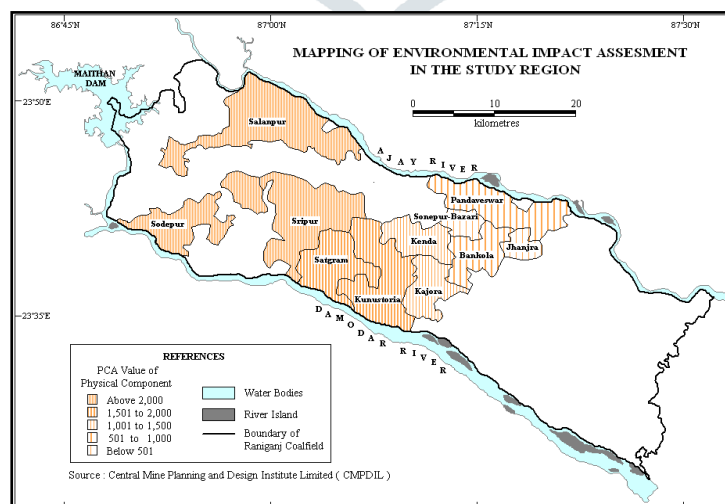 86°45'N 87°00'N 87°15'N 87°30'N
MAPPING OF ENVIRONMENTAL IMPACT ASSESMENT
IN THE STUDY REGION
MAITHAN
DAM
23°50'E
0 10 20
kilometres
Salanpur
AJAY RIVER
Pandaveswar
Sonepur-Bazari
Sodepur
Sripur
Kenda
Jhanjra
Satgram
Bankola
Kunustoria
Kajora
23°35'E
DAMODAR RIVER
REFERENCES
PCA Value of
Physical Component
Above 2,000
1,501 to 2,000
1,001 to 1,500
501 to 1,000
Below 501
Water Bodies
River Island
Boundary of
Raniganj Coalfield
Source : Central Mine Planning and Design Institute Limited ( CMPDIL )